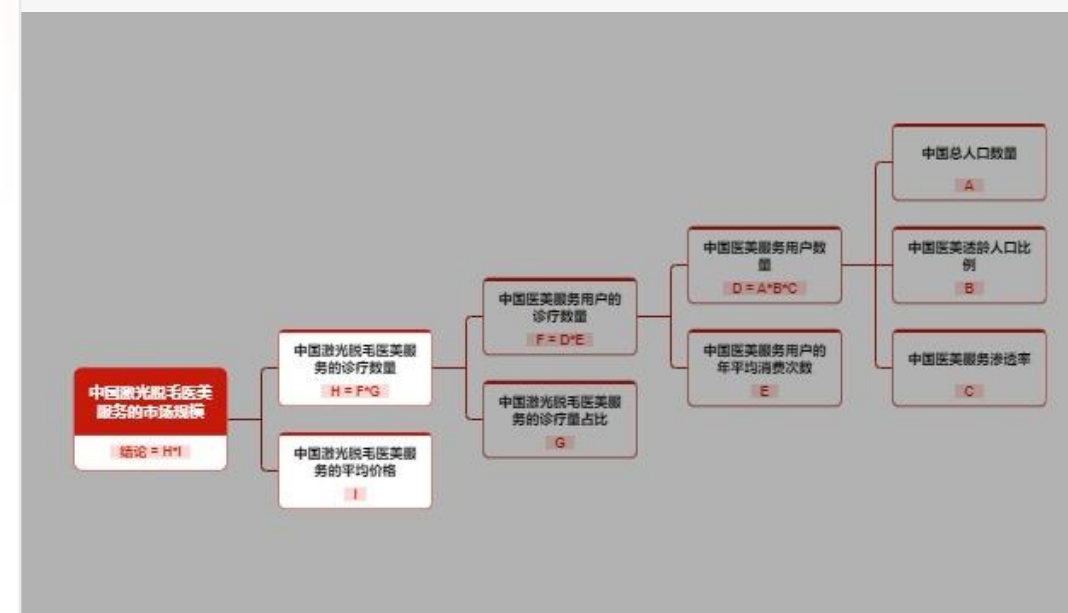 中国总人口数量
A
中国医美服务用户数
量
D = A*B*C
中国医美适龄人口比
例
B
中国医美服务用户的
诊疗数量
F = D*E
中国激光脱毛医美服
务的诊疗数量
H = F*G
中国医美服务用户的
年平均消费次数
E
中国医美服务渗透率
C
中国激光脱毛医美
服务的市场规模
结论 = H*I
中国激光脱毛医美服
务的诊疗量占比
G
中国激光脱毛医美服
务的平均价格
I